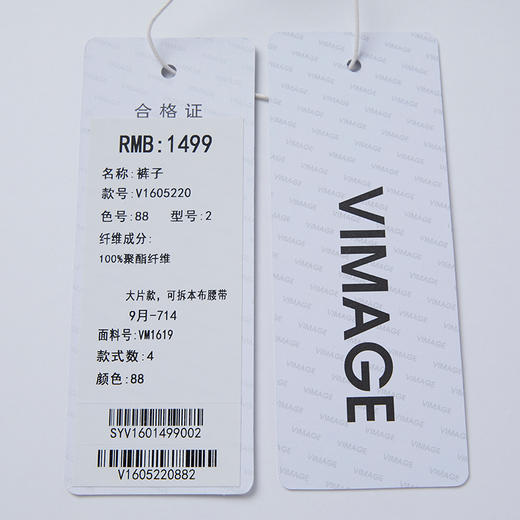 合格证
RMB:1499
名称:裤子
款号:V1605220
色号:88 型号:2
纤维成分:
100%聚酯纤维
大片款，可拆本布腰带
9月-714
面料号:VM1619
款式数:4
颜色:88
SYV1601499002
V1605220882
VIMAGE